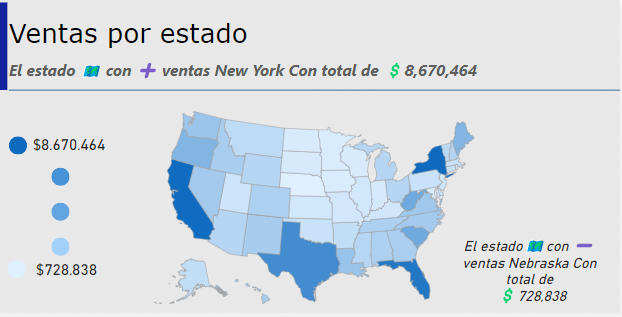 Ventas por estado
El estado con ventas New York Con total de $ 8,670,464
$8.670.464
$728.838
El estado con
ventas Nebraska Con
total de
$ 728,838